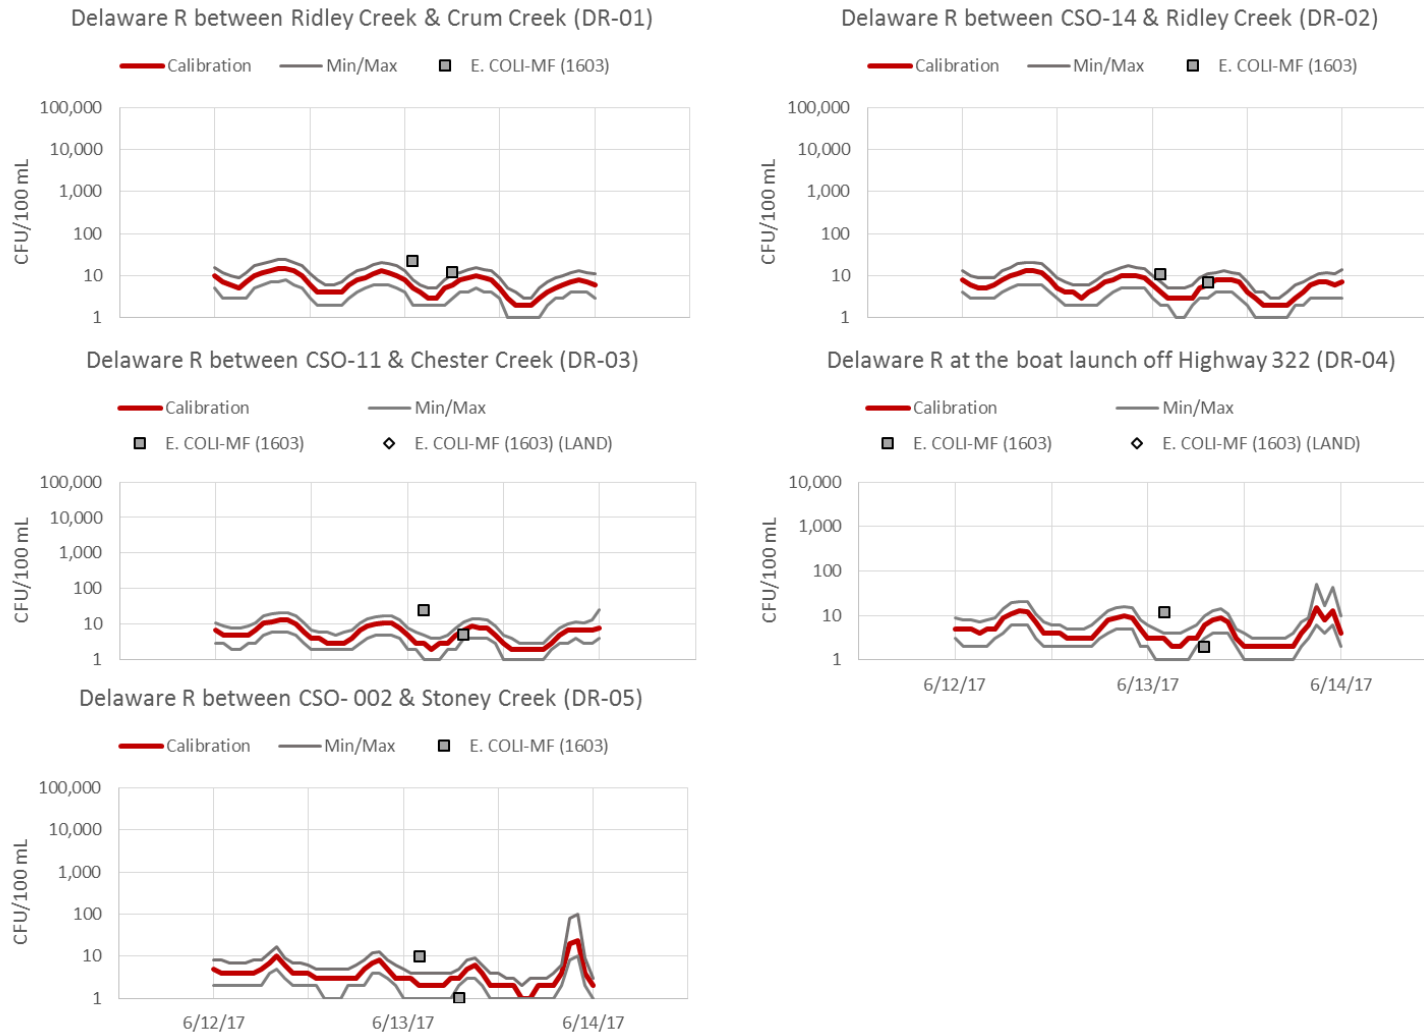 Delaware R between Ridley Creek & Crum Creek (DR-01)
Calibration Min/Max E. COLI-MF (1603)
100,000
10,000
1,000
100
10
1
CFU/100 mL
Delaware R between CSO-14 & Ridley Creek (DR-02)
Calibration Min/Max E. COLI-MF (1603)
100,000
10,000
1,000
100
10
1
CFU/100 mL
Delaware R between CSO-11 & Chester Creek (DR-03)
Calibration Min/Max
E. COLI-MF (1603) E. COLI-MF (1603) (LAND)
100,000
10,000
1,000
100
10
1
CFU/100 mL
Delaware R at the boat launch off Highway 322 (DR-04)
Calibration Min/Max
E. COLI-MF (1603) E. COLI-MF (1603) (LAND)
10,000
1,000
100
10
1
CFU/100 mL
6/12/17 6/13/17 6/14/17
Delaware R between CSO- 002 & Stoney Creek (DR-05)
Calibration Min/Max E. COLI-MF (1603)
100,000
10,000
1,000
100
10
1
CFU/100 mL
6/12/17 6/13/17 6/14/17